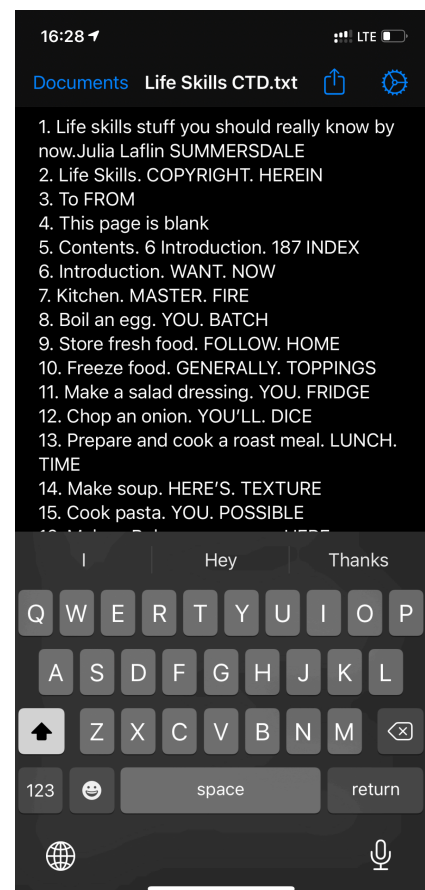 16:28
LTE
Documents Life Skills CTD.txt
1. Life skills stuff you should really know by
now.Julia Laflin SUMMERSDALE
2. Life Skills. COPYRIGHT. HEREIN
3. To FROM
4. This page is blank
5. Contents. 6 Introduction. 187 INDEX
6. Introduction. WANT. NOW
7. Kitchen. MASTER. FIRE
8. Boil an egg. YOU. BATCH
9. Store fresh food. FOLLOW. HOME
10. Freeze food. GENERALLY. TOPPINGS
11. Make a salad dressing. YOU. FRIDGE
12. Chop an onion. YOU’LL. DICE
13. Prepare and cook a roast meal. LUNCH.
TIME
14. Make soup. HERE’S. TEXTURE
15. Cook pasta. YOU. POSSIBLE
I Hey Thanks
Q W E R T Y U I O P
A S D F G H J K L
Z X C V B N M
123 space return